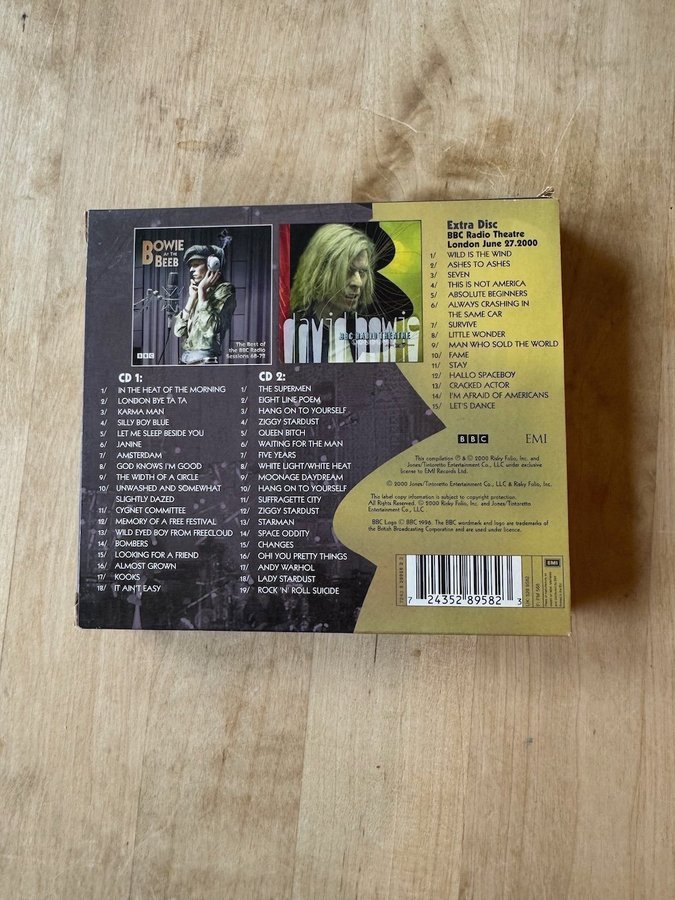 BOWIE
AT THE
BEEB
The Best of
the BBC Radio
Sessions 68-72
BBC
david bowie
BBC RADIO THEATRE
CD 1:
1/ IN THE HEAT OF THE MORNING
2/ LONDON BYE TA TA
3/ KARMA MAN
4/ SILLY BOY BLUE
5/ LET ME SLEEP BESIDE YOU
6/ JANINE
7/ AMSTERDAM
8/ GOD KNOWS I'M GOOD
9/ THE WIDTH OF A CIRCLE
10/ UNWASHED AND SOMEWHAT
SLIGHTLY DAZED
11/ CYGNET COMMITTEE
12/ MEMORY OF A FREE FESTIVAL
13/ WILD EYED BOY FROM FREECLOUD
14/ BOMBERS
15/ LOOKING FOR A FRIEND
16/ ALMOST GROWN
17/ KOOKS
18/ IT AIN'T EASY
CD 2:
1/ THE SUPERMEN
2/ EIGHT LINE POEM
3/ HANG ON TO YOURSELF
4/ ZIGGY STARDUST
5/ QUEEN BITCH
6/ WAITING FOR THE MAN
7/ FIVE YEARS
8/ WHITE LIGHT/WHITE HEAT
9/ MOONAGE DAYDREAM
10/ HANG ON TO YOURSELF
11/ SUFFRAGETTE CITY
12/ ZIGGY STARDUST
13/ STARMAN
14/ SPACE ODDITY
15/ CHANGES
16/ OH! YOU PRETTY THINGS
17/ ANDY WARHOL
18/ LADY STARDUST
19/ ROCK 'N' ROLL SUICIDE
Extra Disc
BBC Radio Theatre
London June 27.2000
1/ WILD IS THE WIND
2/ ASHES TO ASHES
3/ SEVEN
4/ THIS IS NOT AMERICA
5/ ABSOLUTE BEGINNERS
6/ ALWAYS CRASHING IN
THE SAME CAR
7/ SURVIVE
8/ LITTLE WONDER
9/ MAN WHO SOLD THE WORLD
10/ FAME
11/ STAY
12/ HALLO SPACEBOY
13/ CRACKED ACTOR
14/ I'M AFRAID OF AMERICANS
15/ LET'S DANCE
BBC EMI
This compilation ℗ & © 2000 Risky Folio, Inc. and
Jones/Tintoretto Entertainment Co., LLC under exclusive
license to EMI Records Ltd.
© 2000 Jones/Tintoretto Entertainment Co., LLC & Risky Folio, Inc.
The label copy information is subject to copyright protection.
All Rights Reserved. © 2000 Risky Folio, Inc. and Jones/Tintoretto
Entertainment Co., LLC
BBC Logo © BBC 1996. The BBC wordmark and logo are trademarks of
the British Broadcasting Corporation and are used under licence.
7 24352 89582 3
EMI